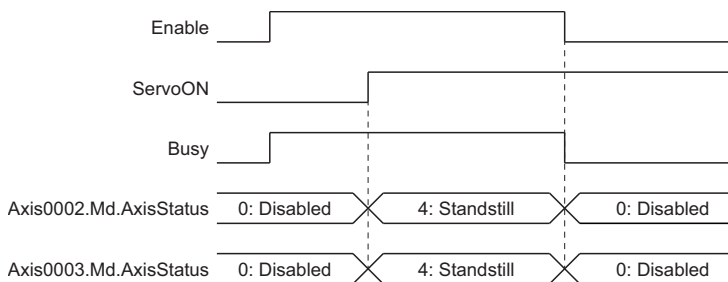 Enable
ServoON
Busy
Axis0002.Md.AxisStatus 0: Disabled 4: Standstill 0: Disabled
Axis0003.Md.AxisStatus 0: Disabled 4: Standstill 0: Disabled